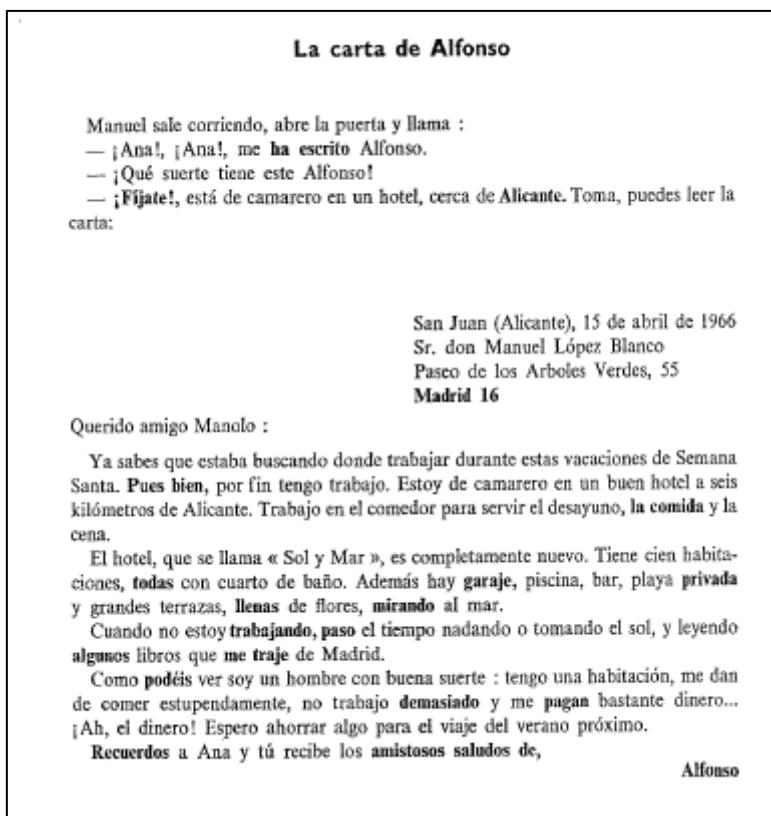 La carta de Alfonso
Manuel sale corriendo, abre la puerta y llama :
— ¡Ana!, ¡Ana!, me ha escrito Alfonso.
— ¡Qué suerte tiene este Alfonso!
— ¡Fíjate!, está de camarero en un hotel, cerca de Alicante. Toma, puedes leer la
carta:
San Juan (Alicante), 15 de abril de 1966
Sr. don Manuel López Blanco
Paseo de los Arboles Verdes, 55
Madrid 16
Querido amigo Manolo :
Ya sabes que estaba buscando donde trabajar durante estas vacaciones de Semana
Santa. Pues bien, por fin tengo trabajo. Estoy de camarero en un buen hotel a seis
kilómetros de Alicante. Trabajo en el comedor para servir el desayuno, la comida y la
cena.
El hotel, que se llama « Sol y Mar », es completamente nuevo. Tiene cien habita-
ciones, todas con cuarto de baño. Además hay garaje, piscina, bar, playa privada
y grandes terrazas, llenas de flores, mirando al mar.
Cuando no estoy trabajando, paso el tiempo nadando o tomando el sol, y leyendo
algunos libros que me traje de Madrid.
Como podéis ver soy un hombre con buena suerte : tengo una habitación, me dan
de comer estupendamente, no trabajo demasiado y me pagan bastante dinero...
¡Ah, el dinero! Espero ahorrar algo para el viaje del verano próximo.
Recuerdos a Ana y tú recibe los amistosos saludos de,
Alfonso